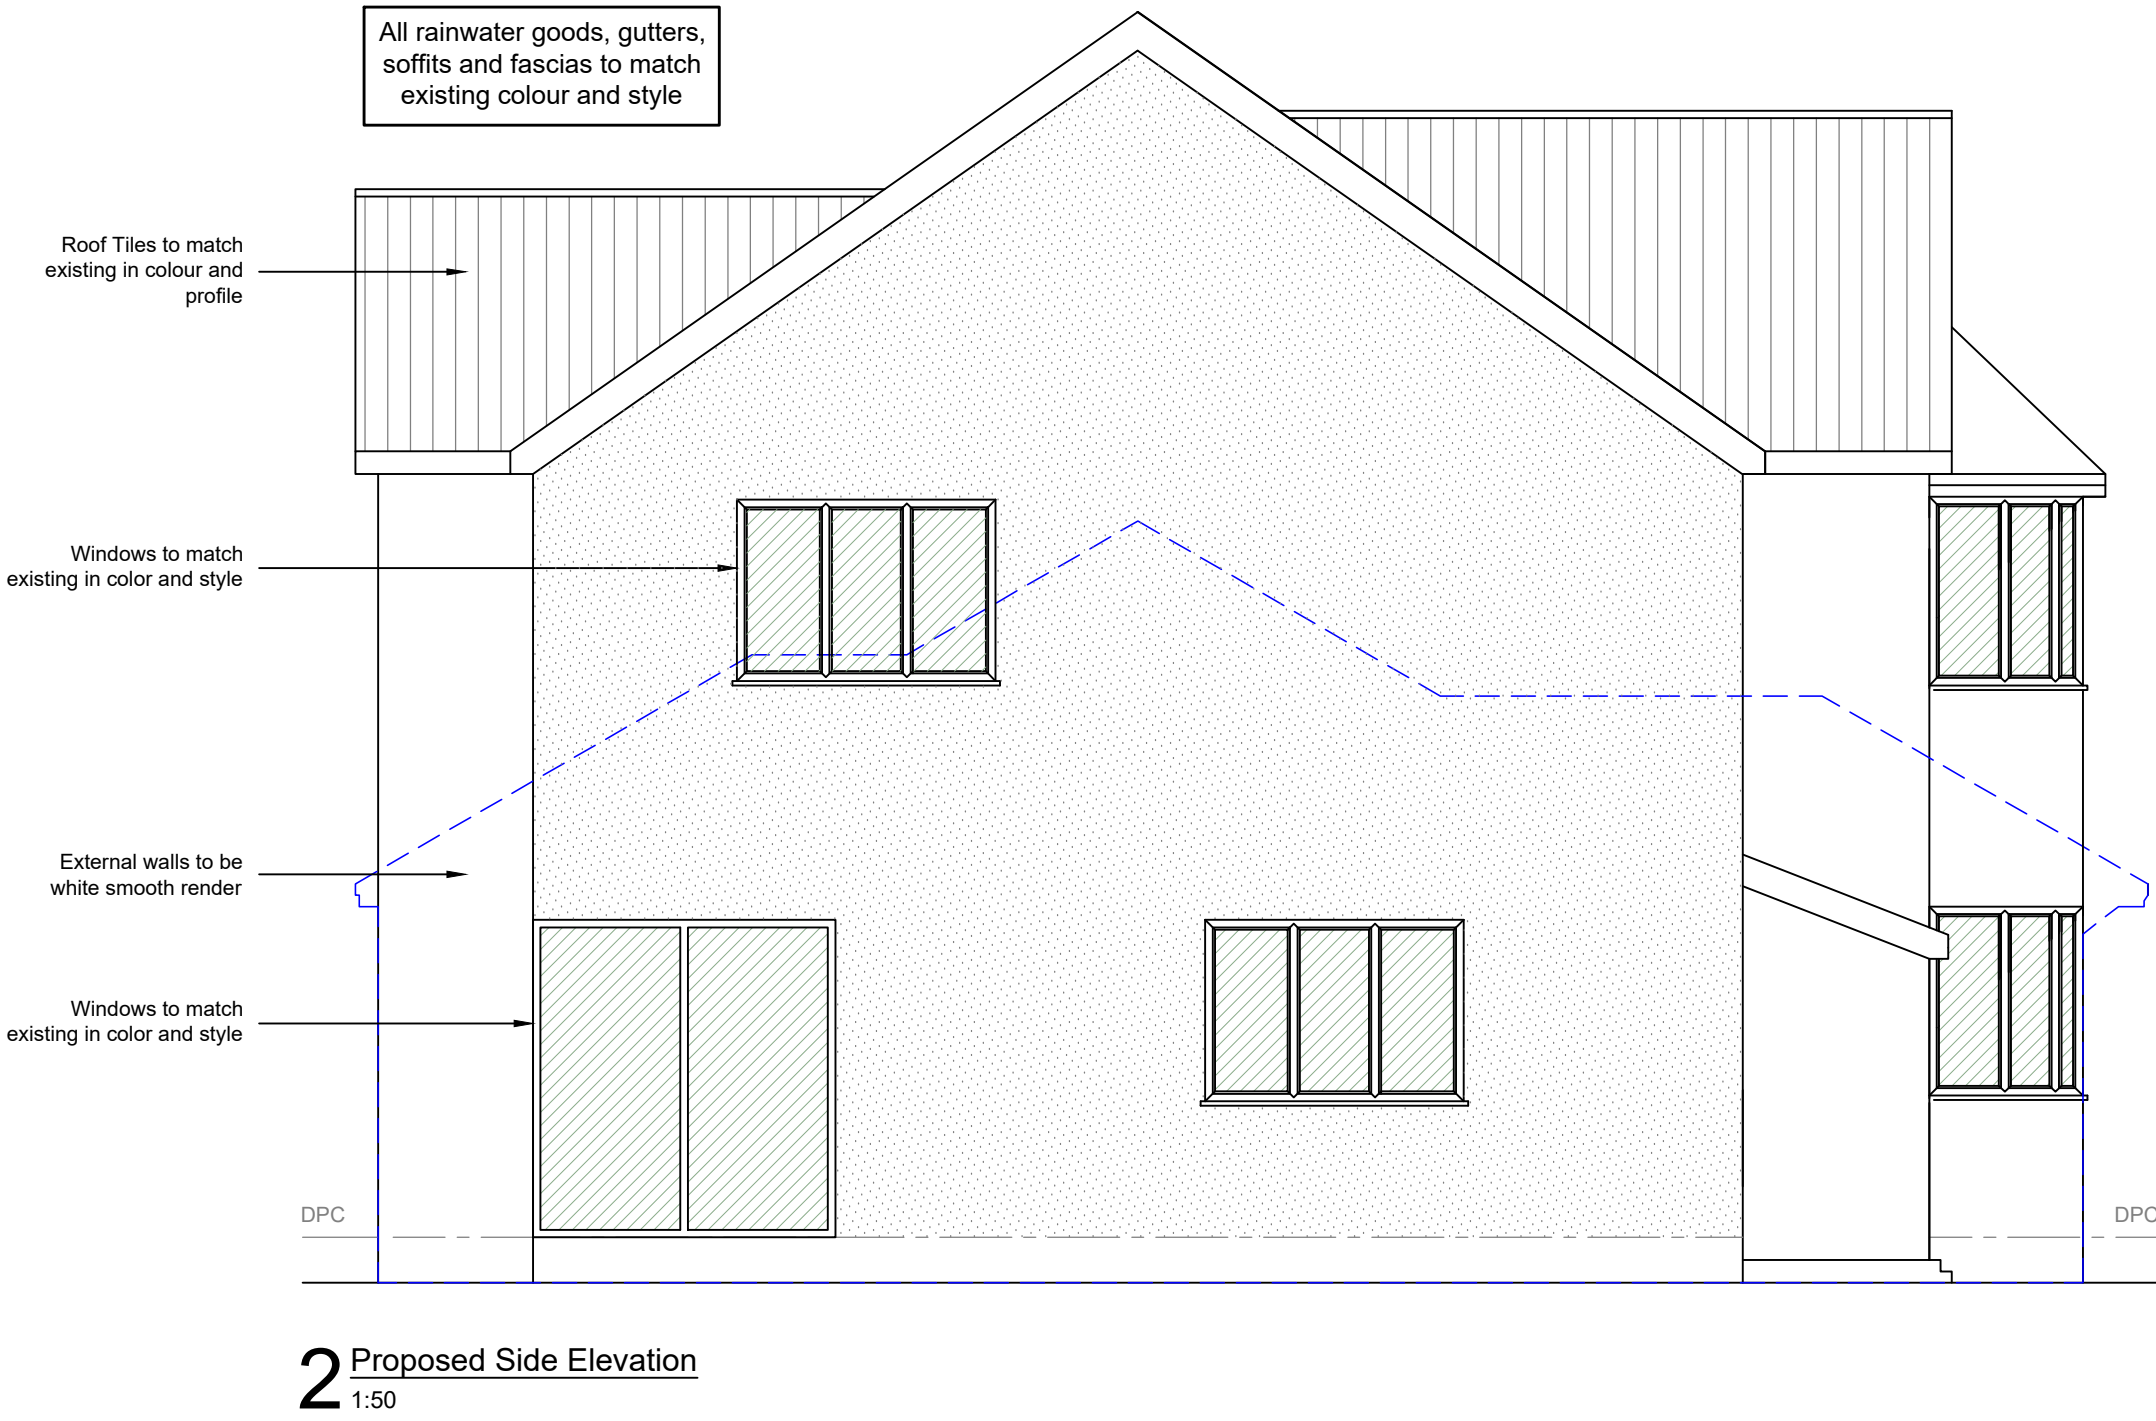 All rainwater goods, gutters,
soffits and fascias to match
existing colour and style
Roof Tiles to match
existing in colour and
profile
Windows to match
existing in color and style
External walls to be
white smooth render
Windows to match
existing in color and style
DPC
DPC
2 Proposed Side Elevation
1:50